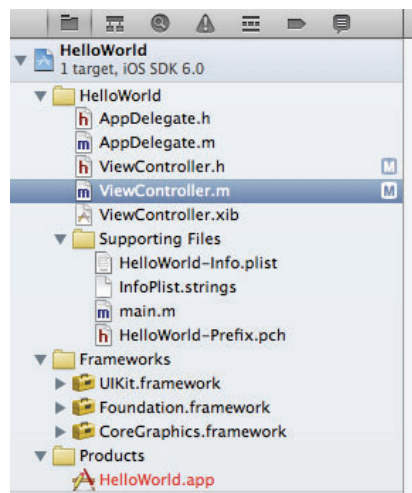 HelloWorld
1 target, iOS SDK 6.0
HelloWorld
h AppDelegate.h
m AppDelegate.m
h ViewController.h M
m ViewController.m M
ViewController.xib
Supporting Files
HelloWorld-Info.plist
InfoPlist.strings
m main.m
h HelloWorld-Prefix.pch
Frameworks
UIKit.framework
Foundation.framework
CoreGraphics.framework
Products
HelloWorld.app